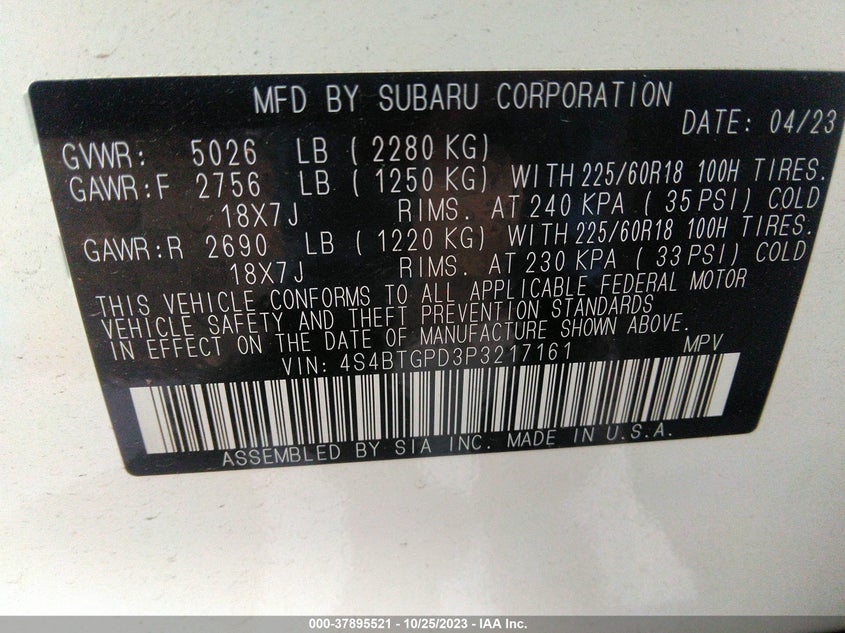 MFD BY SUBARU CORPORATION
DATE: 04/23
GVWR: 5026 LB ( 2280 KG)
GAWR:F 2756 LB ( 1250 KG) WITH 225/60R18 100H TIRES.
18X7J RIMS. AT 240 KPA ( 35 PSI) COLD
GAWR:R 2690 LB ( 1220 KG) WITH 225/60R18 100H TIRES.
18X7J RIMS. AT 230 KPA ( 33 PSI) COLD
THIS VEHICLE CONFORMS TO ALL APPLICABLE FEDERAL MOTOR
VEHICLE SAFETY AND THEFT PREVENTION STANDARDS
IN EFFECT ON THE DATE OF MANUFACTURE SHOWN ABOVE.
VIN: 4S4BTGPD3P3217161 MPV
ASSEMBLED BY SIA INC. MADE IN U.S.A.
000-37895521 - 10/25/2023 - IAA Inc.